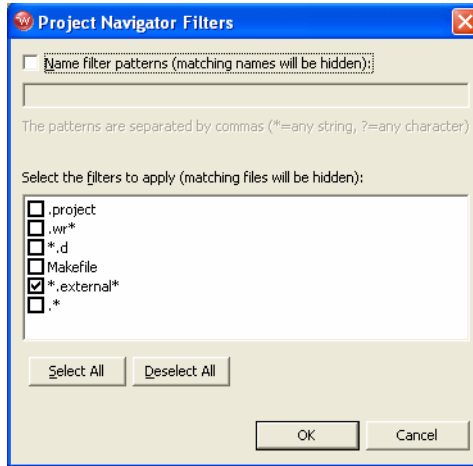 Project Navigator Filters
Name filter patterns (matching names will be hidden):
The patterns are separated by commas (*=any string, ?=any character)
Select the filters to apply (matching files will be hidden):
.project
.wr*
*.d
Makefile
*.external*
.*
Select All Deselect All
OK Cancel